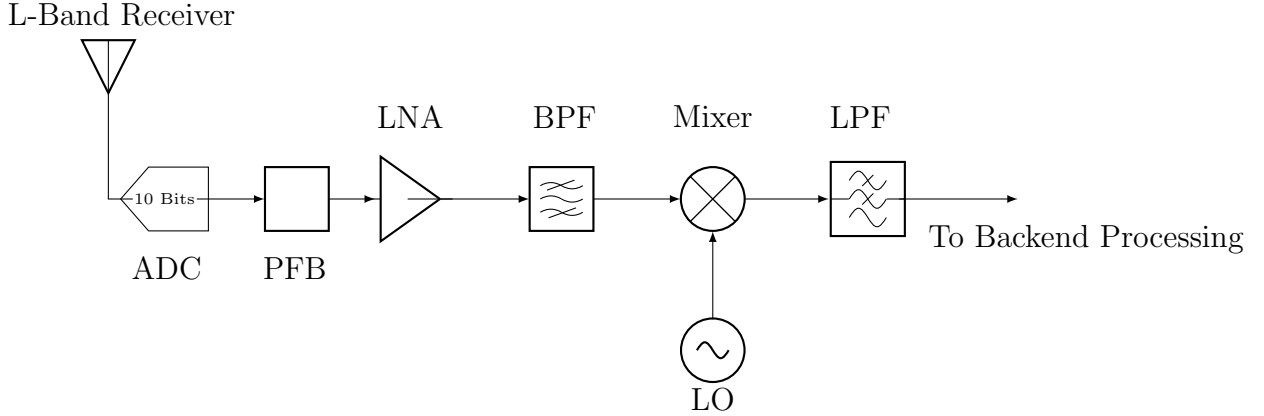 L-Band Receiver
LNA
BPF
Mixer
LPF
10 Bits
To Backend Processing
ADC
PFB
LO